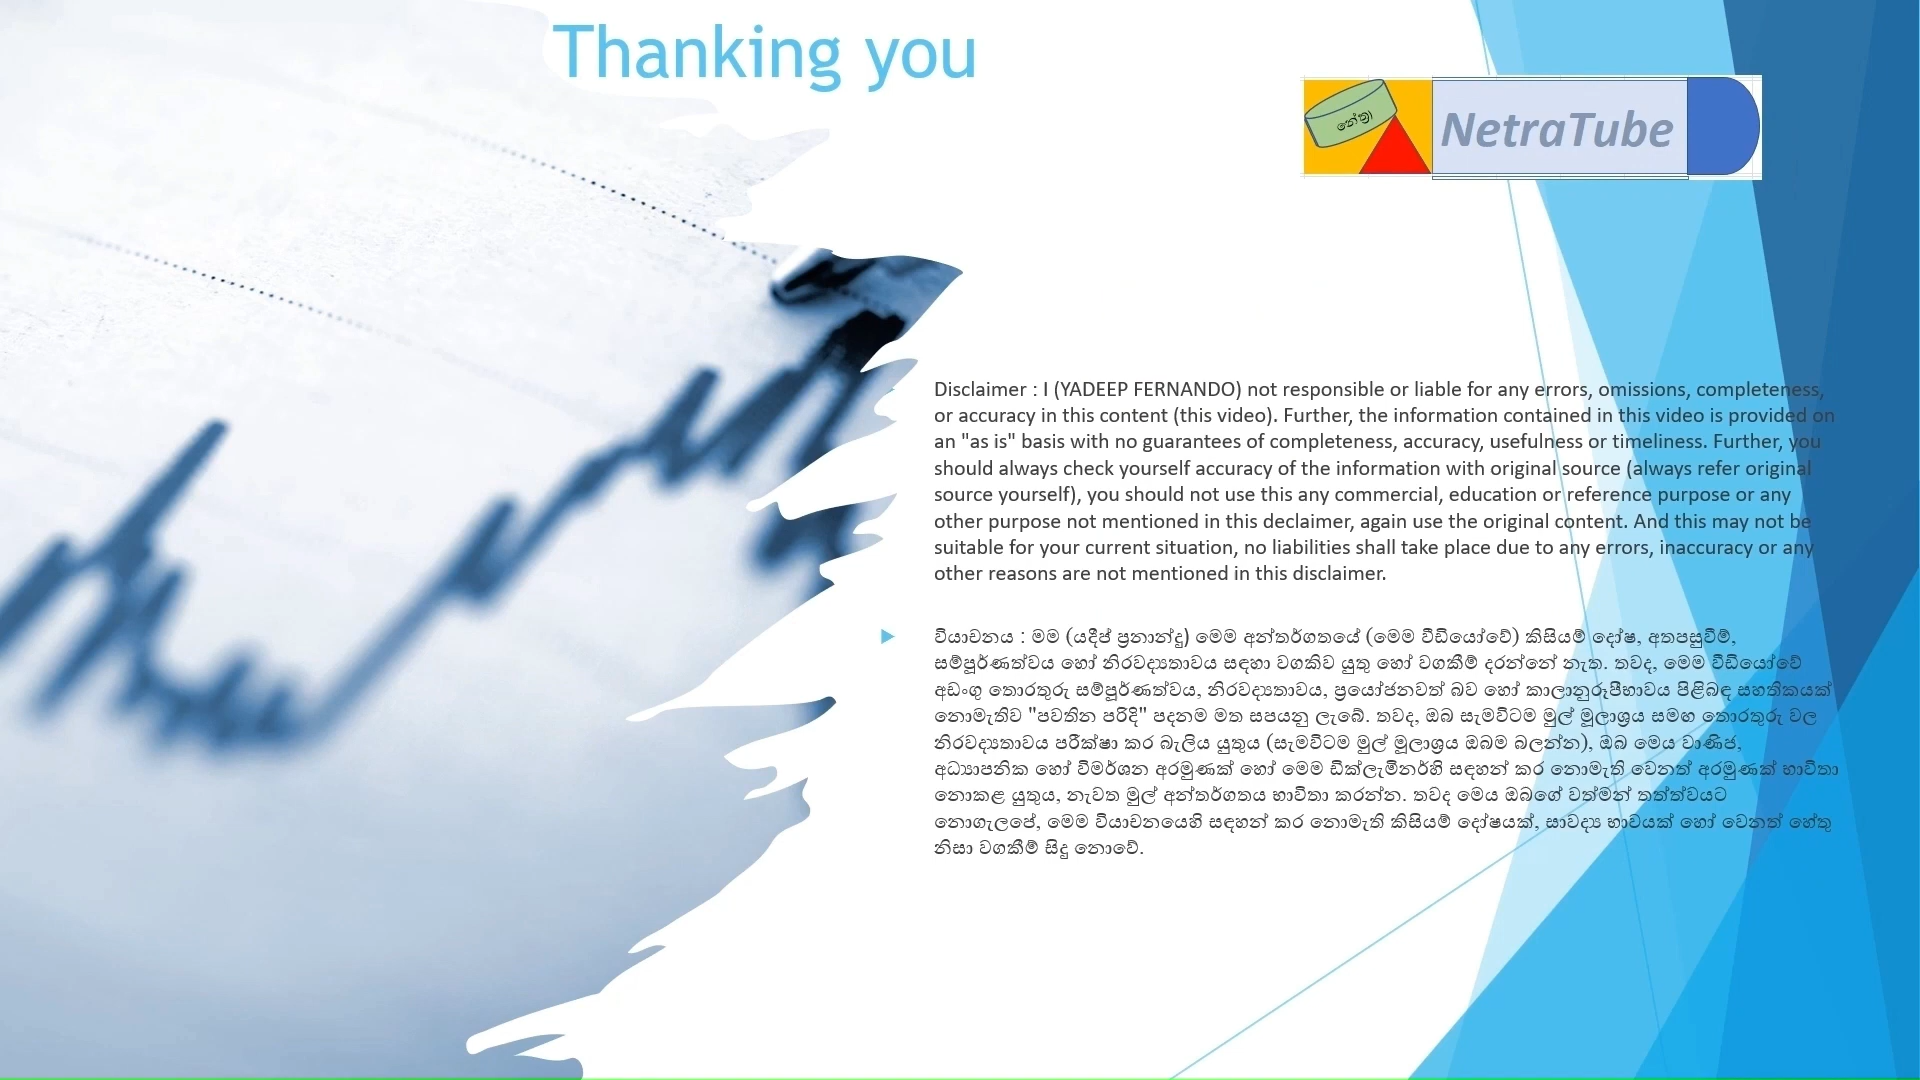 Thanking you
නේත්‍රා
NetraTube
Disclaimer : I (YADEEP FERNANDO) not responsible or liable for any errors, omissions, completeness,
or accuracy in this content (this video). Further, the information contained in this video is provided on
an "as is" basis with no guarantees of completeness, accuracy, usefulness or timeliness. Further, you
should always check yourself accuracy of the information with original source (always refer original
source yourself), you should not use this any commercial, education or reference purpose or any
other purpose not mentioned in this declaimer, again use the original content. And this may not be
suitable for your current situation, no liabilities shall take place due to any errors, inaccuracy or any
other reasons are not mentioned in this disclaimer.
වියාචනය : මම (යදීප් ප්‍රනාන්දු) මෙම අන්තර්ගතයේ (මෙම වීඩියෝවේ) කිසියම් දෝෂ, අතපසුවීම්,
සම්පූර්ණත්වය හෝ නිරවද්‍යතාවය සඳහා වගකිව යුතු හෝ වගකීම් දරන්නේ නැත. තවද, මෙම වීඩියෝවේ
අඩංගු තොරතුරු සම්පූර්ණත්වය, නිරවද්‍යතාවය, ප්‍රයෝජනවත් බව හෝ කාලානුරූපීභාවය පිළිබඳ සහතිකයක්
නොමැතිව "පවතින පරිදි" පදනම මත සපයනු ලැබේ. තවද, ඔබ සැමවිටම මුල් මූලාශ්‍රය සමඟ තොරතුරු වල
නිරවද්‍යතාවය පරීක්ෂා කර බැලිය යුතුය (සැමවිටම මුල් මූලාශ්‍රය ඔබම බලන්න), ඔබ මෙය වාණිජ,
අධ්‍යාපනික හෝ විමර්ශන අරමුණක් හෝ මෙම ඩික්ලැමිනර්හි සඳහන් කර නොමැති වෙනත් අරමුණක් භාවිතා
නොකළ යුතුය, නැවත මුල් අන්තර්ගතය භාවිතා කරන්න. තවද මෙය ඔබගේ වත්මන් තත්ත්වයට
නොගැලපේ, මෙම වියාචනයෙහි සඳහන් කර නොමැති කිසියම් දෝෂයක්, සාවද්‍ය භාවයක් හෝ වෙනත් හේතු
නිසා වගකීම් සිදු නොවේ.